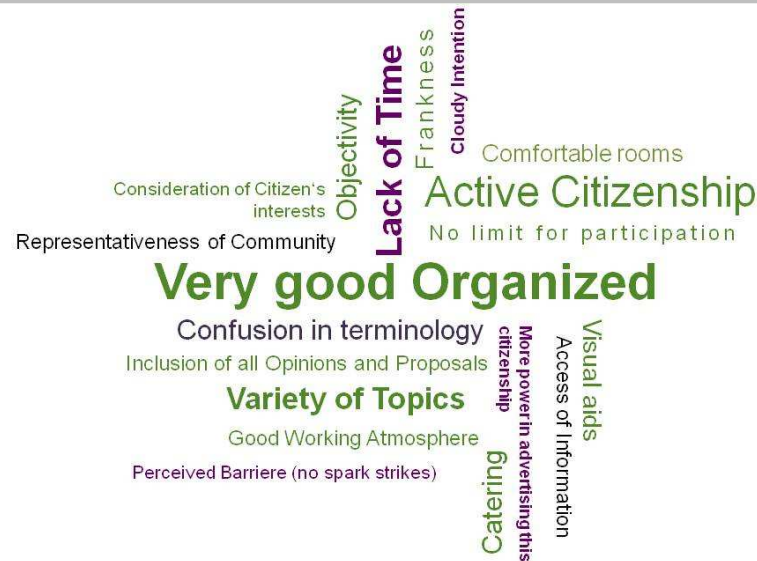 Cloudy Intention
Frankness
Lack of Time
Objectivity
Comfortable rooms
Consideration of Citizen‘s
interests
Active Citizenship
Representativeness of Community
No limit for participation
Very good Organized
Confusion in terminology
Inclusion of all Opinions and Proposals
Variety of Topics
Good Working Atmosphere
Perceived Barriere (no spark strikes)
Catering
More power in advertising this
citizenship
Access of Information
Visual aids